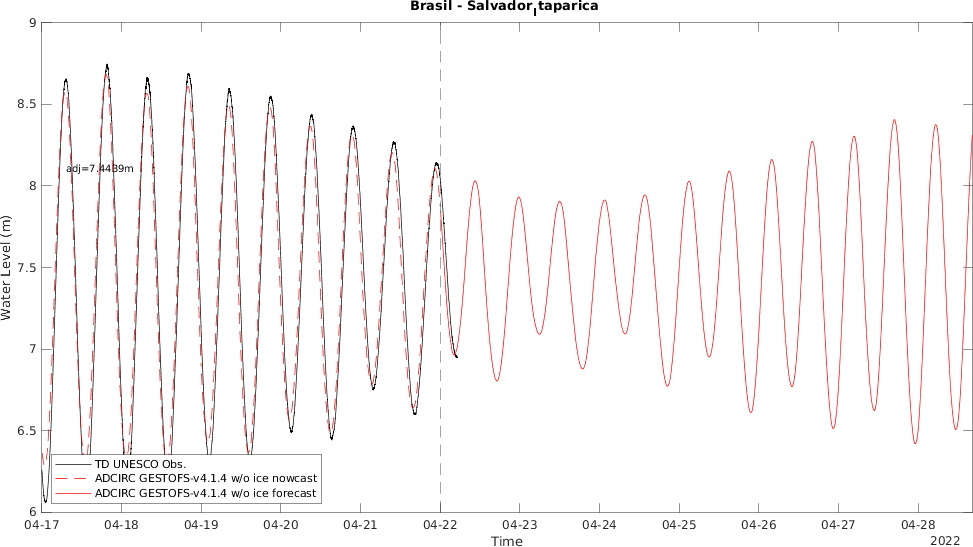 Brasil - Salvador,Itaparica
9
8.5
adj=7.4439m
8
7.5
Water Level (m)
7
6.5
TD UNESCO Obs.
ADCIRC GESTOFS-v4.1.4 w/o ice nowcast
ADCIRC GESTOFS-v4.1.4 w/o ice forecast
6
04-17 04-18 04-19 04-20 04-21 04-22 04-23 04-24 04-25 04-26 04-27 04-28
Time
2022